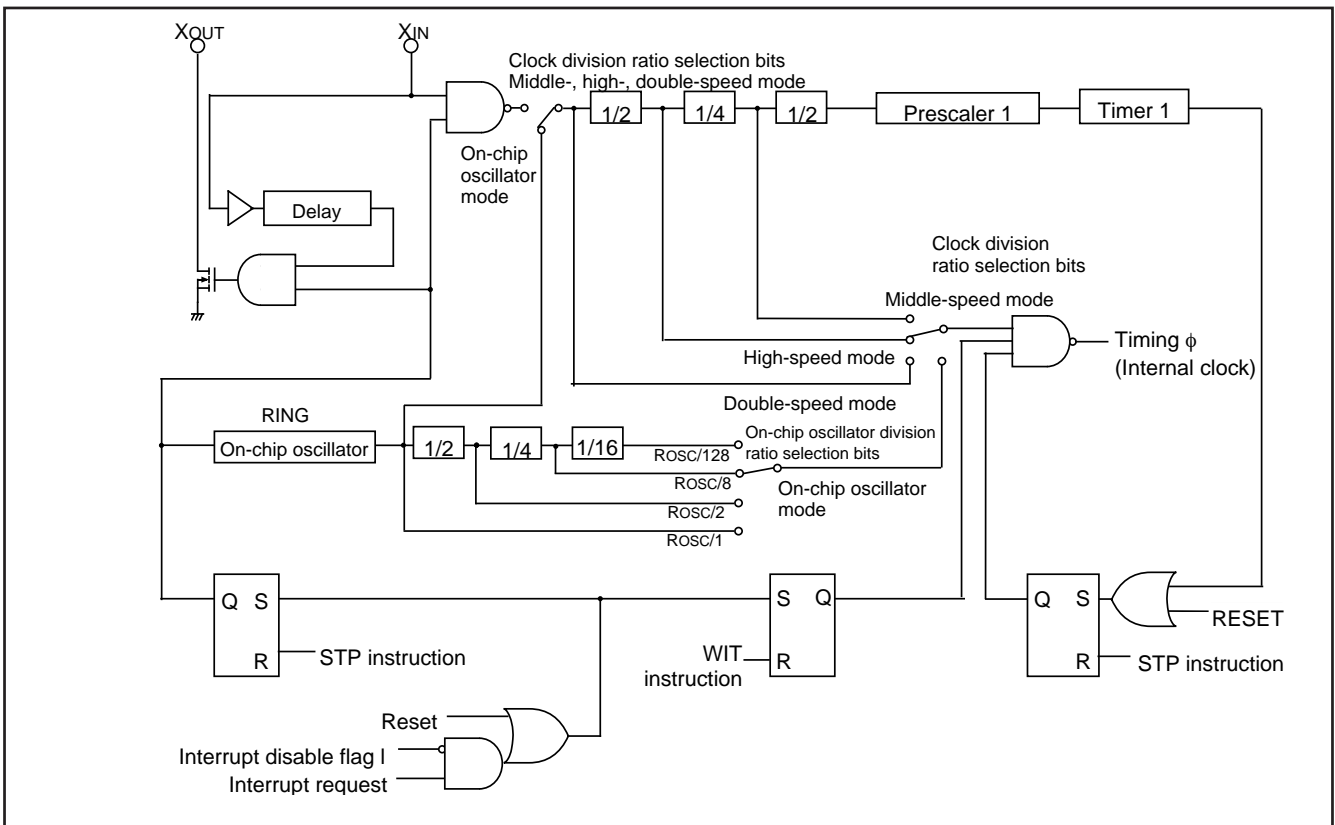 XOUT
XIN
Clock division ratio selection bits
Middle-, high-, double-speed mode
1/2
1/4
1/2
Prescaler 1
Timer 1
On-chip
oscillator
mode
Delay
Clock division
ratio selection bits
Middle-speed mode
High-speed mode
Timing ϕ
(Internal clock)
Double-speed mode
RING
On-chip oscillator
1/2
1/4
1/16
ROSC/128
On-chip oscillator division
ratio selection bits
ROSC/8
On-chip oscillator
mode
ROSC/2
ROSC/1
Q S
R
STP instruction
S Q
R
WIT
instruction
Q S
R
RESET
STP instruction
Reset
Interrupt disable flag I
Interrupt request